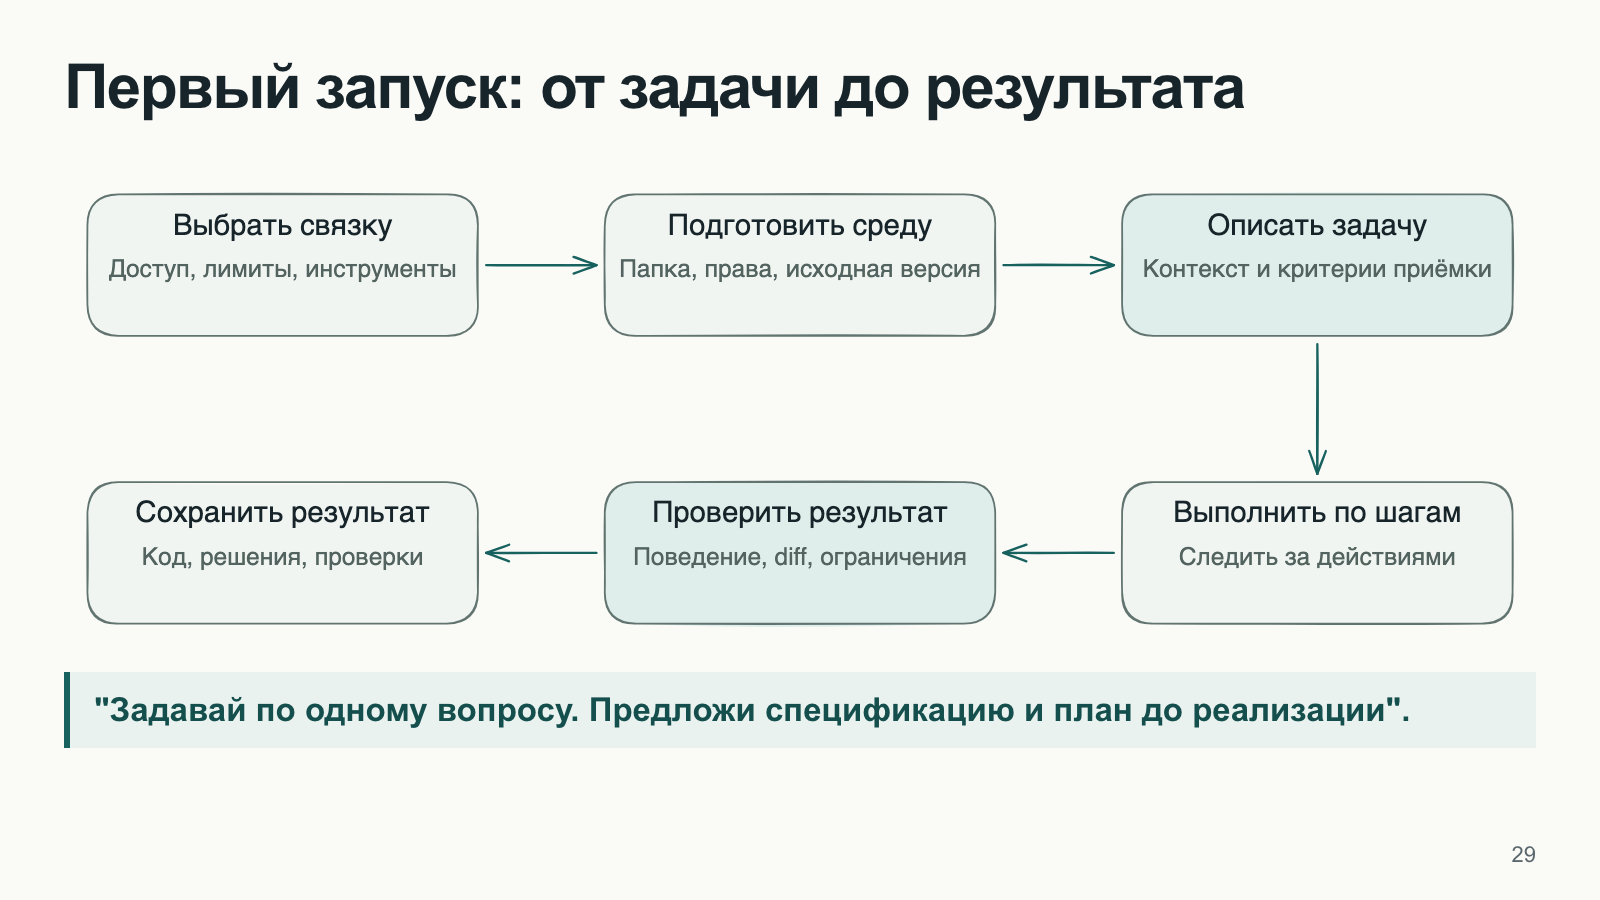 Первый запуск: от задачи до результата
Выбрать связку
Доступ, лимиты, инструменты
Подготовить среду
Папка, права, исходная версия
Описать задачу
Контекст и критерии приёмки
Выполнить по шагам
Следить за действиями
Проверить результат
Поведение, diff, ограничения
Сохранить результат
Код, решения, проверки
"Задавай по одному вопросу. Предложи спецификацию и план до реализации".
29